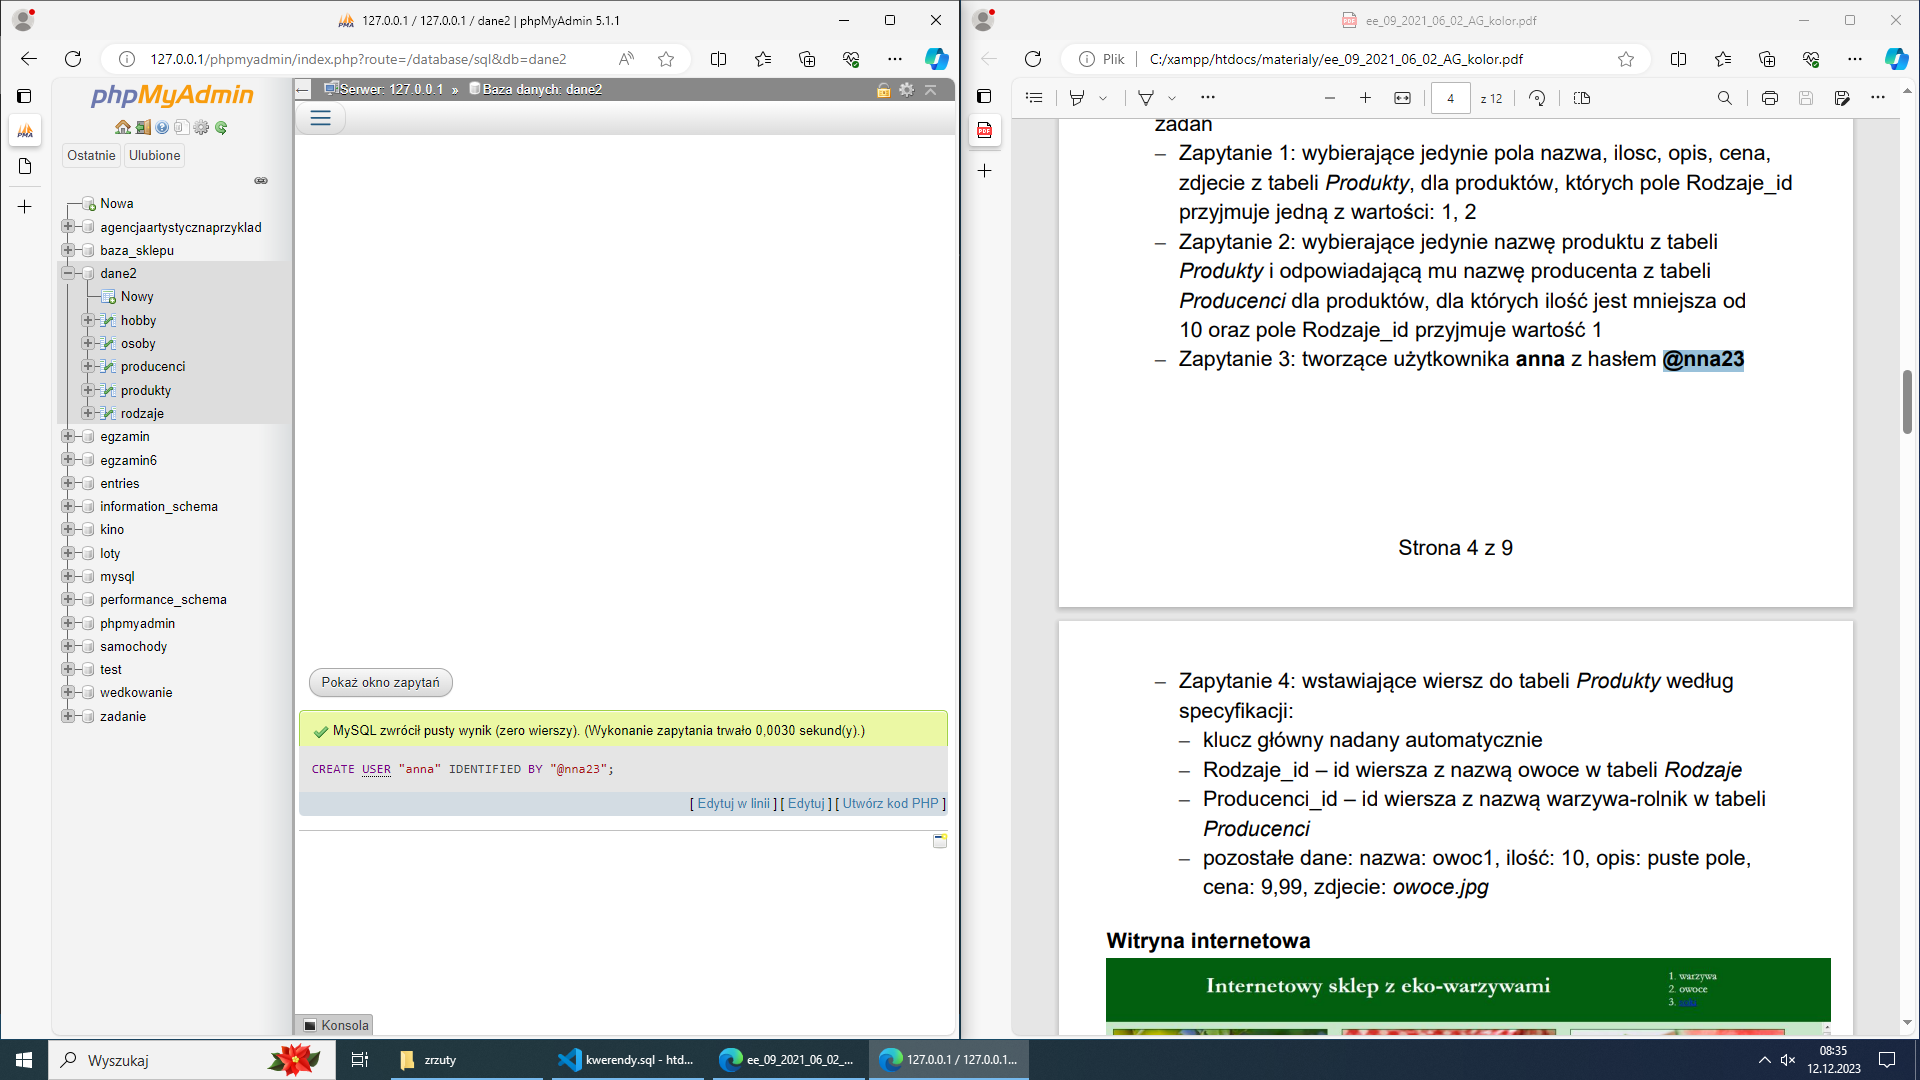 127.0.0.1 / 127.0.0.1 / dane2 | phpMyAdmin 5.1.1
127.0.0.1/phpmyadmin/index.php?route=/database/sql&db=dane2
phpMyAdmin
Ostatnie Ulubione
Nowa
agencjaartystycznaprzyklad
baza_sklepu
dane2
Nowy
hobby
osoby
producenci
produkty
rodzaje
egzamin
egzamin6
entries
information_schema
kino
loty
mysql
performance_schema
phpmyadmin
samochody
test
wedkowanie
zadanie
Serwer: 127.0.0.1 » Baza danych: dane2
Pokaż okno zapytań
MySQL zwrócił pusty wynik (zero wierszy). (Wykonanie zapytania trwało 0,0030 sekund(y).)
CREATE USER "anna" IDENTIFIED BY "@nna23";
[ Edytuj w linii ] [ Edytuj ] [ Utwórz kod PHP ]
Konsola
ee_09_2021_06_02_AG_kolor.pdf
Plik C:/xampp/htdocs/materialy/ee_09_2021_06_02_AG_kolor.pdf
4 z 12
zadań
– Zapytanie 1: wybierające jedynie pola nazwa, ilosc, opis, cena,
zdjecie z tabeli Produkty, dla produktów, których pole Rodzaje_id
przyjmuje jedną z wartości: 1, 2
– Zapytanie 2: wybierające jedynie nazwę produktu z tabeli
Produkty i odpowiadającą mu nazwę producenta z tabeli
Producenci dla produktów, dla których ilość jest mniejsza od
10 oraz pole Rodzaje_id przyjmuje wartość 1
– Zapytanie 3: tworzące użytkownika anna z hasłem @nna23
Strona 4 z 9
– Zapytanie 4: wstawiające wiersz do tabeli Produkty według
specyfikacji:
– klucz główny nadany automatycznie
– Rodzaje_id – id wiersza z nazwą owoce w tabeli Rodzaje
– Producenci_id – id wiersza z nazwą warzywa-rolnik w tabeli
Producenci
– pozostałe dane: nazwa: owoc1, ilość: 10, opis: puste pole,
cena: 9,99, zdjecie: owoce.jpg
Witryna internetowa
Internetowy sklep z eko-warzywami
1. warzywa
2. owoce
3.
Wyszukaj
zrzuty
kwerendy.sql - htd...
ee_09_2021_06_02_...
127.0.0.1 / 127.0.0.1...
08:35
12.12.2023